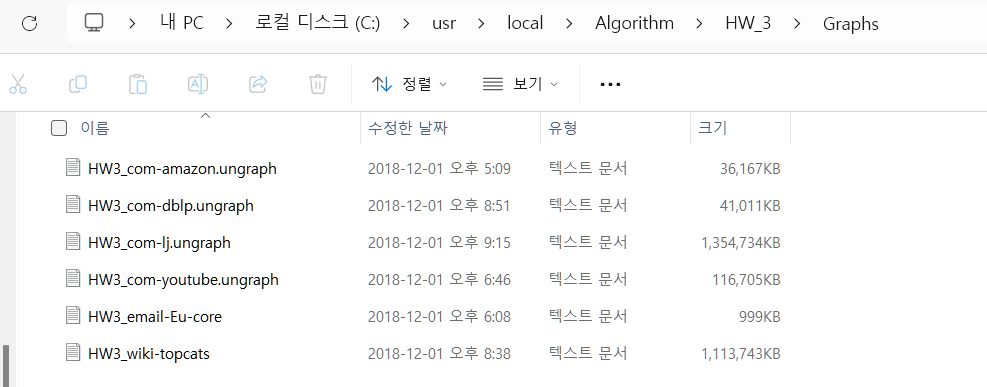 내 PC > 로컬 디스크 (C:) > usr > local > Algorithm > HW_3 > Graphs
정렬 보기 •••
이름 수정한 날짜 유형 크기
HW3_com-amazon.ungraph 2018-12-01 오후 5:09 텍스트 문서 36,167KB
HW3_com-dblp.ungraph 2018-12-01 오후 8:51 텍스트 문서 41,011KB
HW3_com-lj.ungraph 2018-12-01 오후 9:15 텍스트 문서 1,354,734KB
HW3_com-youtube.ungraph 2018-12-01 오후 6:46 텍스트 문서 116,705KB
HW3_email-Eu-core 2018-12-01 오후 6:08 텍스트 문서 999KB
HW3_wiki-topcats 2018-12-01 오후 8:38 텍스트 문서 1,113,743KB